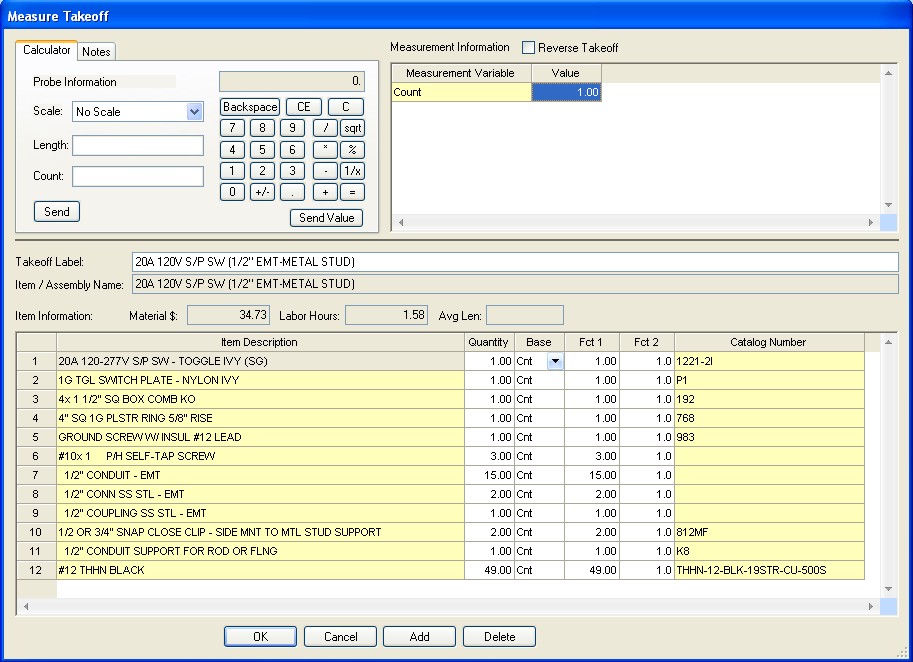 Measure Takeoff
Calculator Notes
Probe Information
Scale: No Scale
Length:
Count:
Send
0.
Backspace CE C
7 8 9 / sqrt
4 5 6 * %
1 2 3 - 1/x
0 +/- . + =
Send Value
Measurement Information Reverse Takeoff
Measurement Variable Value
Count 1.00
Takeoff Label: 20A 120V S/P SW (1/2" EMT-METAL STUD)
Item / Assembly Name: 20A 120V S/P SW (1/2" EMT-METAL STUD)
Item Information: Material $: 34.73 Labor Hours: 1.58 Avg Len:
Item Description Quantity Base Fct 1 Fct 2 Catalog Number
1 20A 120-277V S/P SW - TOGGLE IVY (SG) 1.00 Cnt 1.00 1.0 1221-2I
2 1G TGL SWITCH PLATE - NYLON IVY 1.00 Cnt 1.00 1.0 P1
3 4x 1 1/2" SQ BOX COMB KO 1.00 Cnt 1.00 1.0 192
4 4" SQ 1G PLSTR RING 5/8" RISE 1.00 Cnt 1.00 1.0 768
5 GROUND SCREW W/ INSUL #12 LEAD 1.00 Cnt 1.00 1.0 983
6 #10x 1 P/H SELF-TAP SCREW 3.00 Cnt 3.00 1.0
7 1/2" CONDUIT - EMT 15.00 Cnt 15.00 1.0
8 1/2" CONN SS STL - EMT 2.00 Cnt 2.00 1.0
9 1/2" COUPLING SS STL - EMT 1.00 Cnt 1.00 1.0
10 1/2 OR 3/4" SNAP CLOSE CLIP - SIDE MNT TO MTL STUD SUPPORT 2.00 Cnt 2.00 1.0 812MF
11 1/2" CONDUIT SUPPORT FOR ROD OR FLNG 1.00 Cnt 1.00 1.0 K8
12 #12 THHN BLACK 49.00 Cnt 49.00 1.0 THHN-12-BLK-19STR-CU-500S
OK Cancel Add Delete